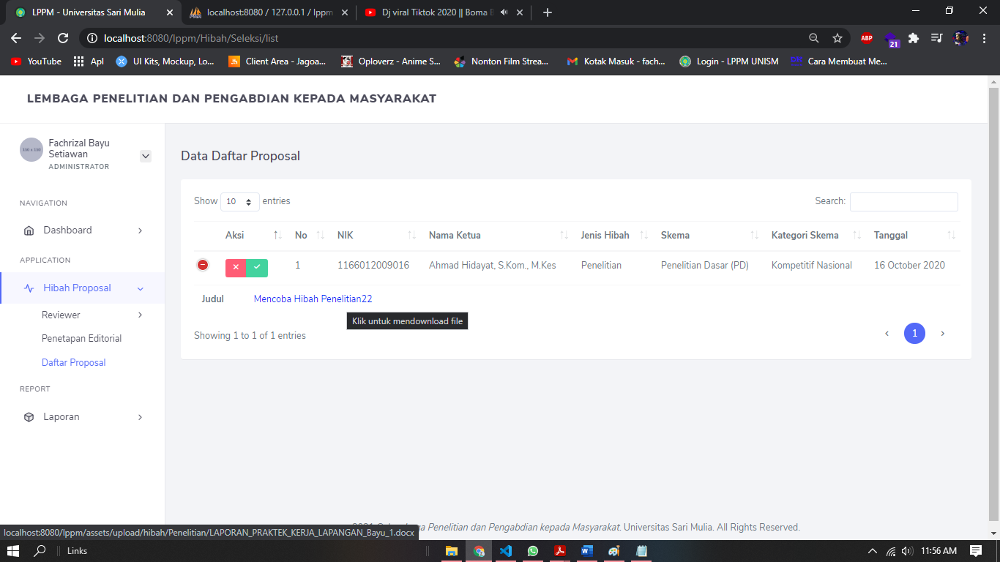 LPPM - Universitas Sari Mulia
localhost:8080 / 127.0.0.1 / lppm
Dj viral Tiktok 2020 || Boma
localhost:8080/lppm/Hibah/Seleksi/list
ABP
21
YouTube
Apl
UI Kits, Mockup, Lo...
Client Area - Jagoa...
Oploverz - Anime S...
Nonton Film Strea...
Kotak Masuk - fach...
Login - LPPM UNISM
Cara Membuat Me...
LEMBAGA PENELITIAN DAN PENGABDIAN KEPADA MASYARAKAT
Fachrizal Bayu
Setiawan
ADMINISTRATOR
NAVIGATION
Dashboard
APPLICATION
Hibah Proposal
Reviewer
Penetapan Editorial
Daftar Proposal
REPORT
Laporan
Data Daftar Proposal
Show 10 entries
Search:
Aksi No NIK Nama Ketua Jenis Hibah Skema Kategori Skema Tanggal
1 1166012009016 Ahmad Hidayat, S.Kom., M.Kes Penelitian Penelitian Dasar (PD) Kompetitif Nasional 16 October 2020
Judul Mencoba Hibah Penelitian22
Klik untuk mendownload file
Showing 1 to 1 of 1 entries
1
Penelitian dan Pengabdian kepada Masyarakat. Universitas Sari Mulia. All Rights Reserved.
localhost:8080/lppm/assets/upload/hibah/Penelitian/LAPORAN_PRAKTEK_KERJA_LAPANGAN_Bayu_1.docx
Links
11:56 AM